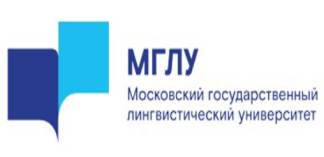 МГЛУ
Московский государственный
лингвистический университет